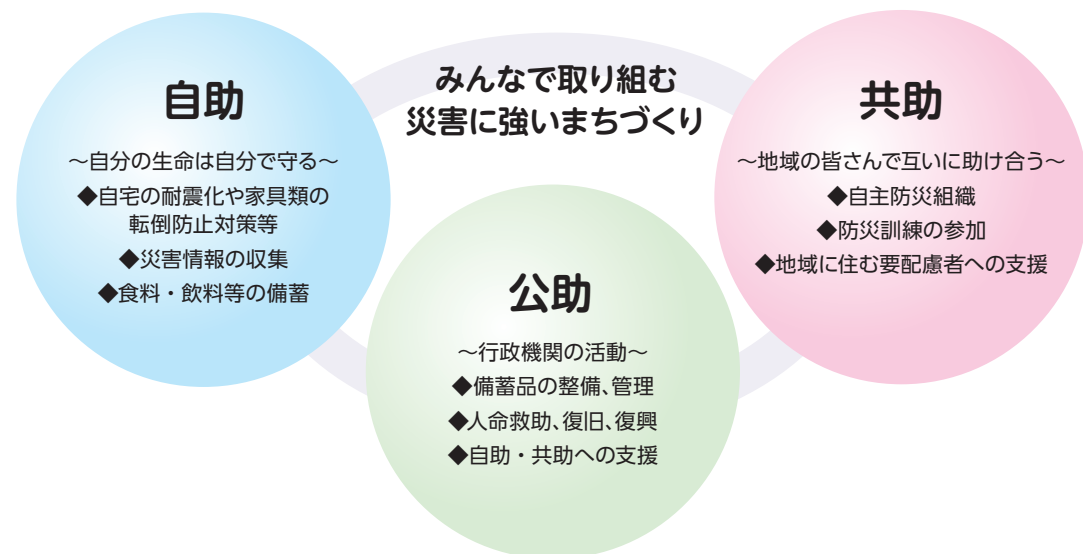 みんなで取り組む
災害に強いまちづくり
自助
～自分の生命は自分で守る～
◆自宅の耐震化や家具類の
転倒防止対策等
◆災害情報の収集
◆食料・飲料等の備蓄
共助
～地域の皆さんで互いに助け合う～
◆自主防災組織
◆防災訓練の参加
◆地域に住む要配慮者への支援
公助
～行政機関の活動～
◆備蓄品の整備、管理
◆人命救助、復旧、復興
◆自助・共助への支援